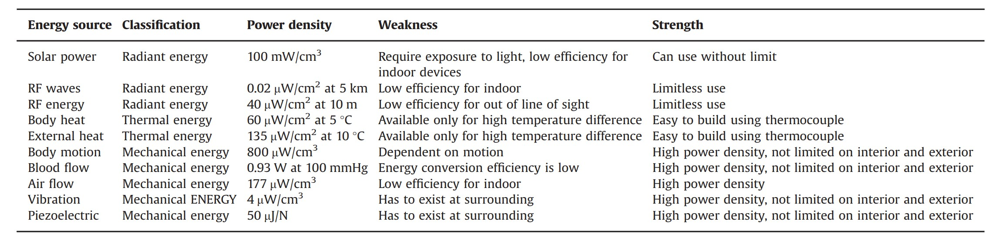 Energy source Classification Power density Weakness Strength
Solar power Radiant energy 100 mW/cm³ Require exposure to light, low efficiency for Can use without limit
indoor devices
RF waves Radiant energy 0.02 μW/cm² at 5 km Low efficiency for indoor Limitless use
RF energy Radiant energy 40 μW/cm² at 10 m Low efficiency for out of line of sight Limitless use
Body heat Thermal energy 60 μW/cm² at 5 °C Available only for high temperature difference Easy to build using thermocouple
External heat Thermal energy 135 μW/cm² at 10 °C Available only for high temperature difference Easy to build using thermocouple
Body motion Mechanical energy 800 μW/cm³ Dependent on motion High power density, not limited on interior and exterior
Blood flow Mechanical energy 0.93 W at 100 mmHg Energy conversion efficiency is low High power density, not limited on interior and exterior
Air flow Mechanical energy 177 μW/cm³ Low efficiency for indoor High power density
Vibration Mechanical ENERGY 4 μW/cm³ Has to exist at surrounding High power density, not limited on interior and exterior
Piezoelectric Mechanical energy 50 μJ/N Has to exist at surrounding High power density, not limited on interior and exterior